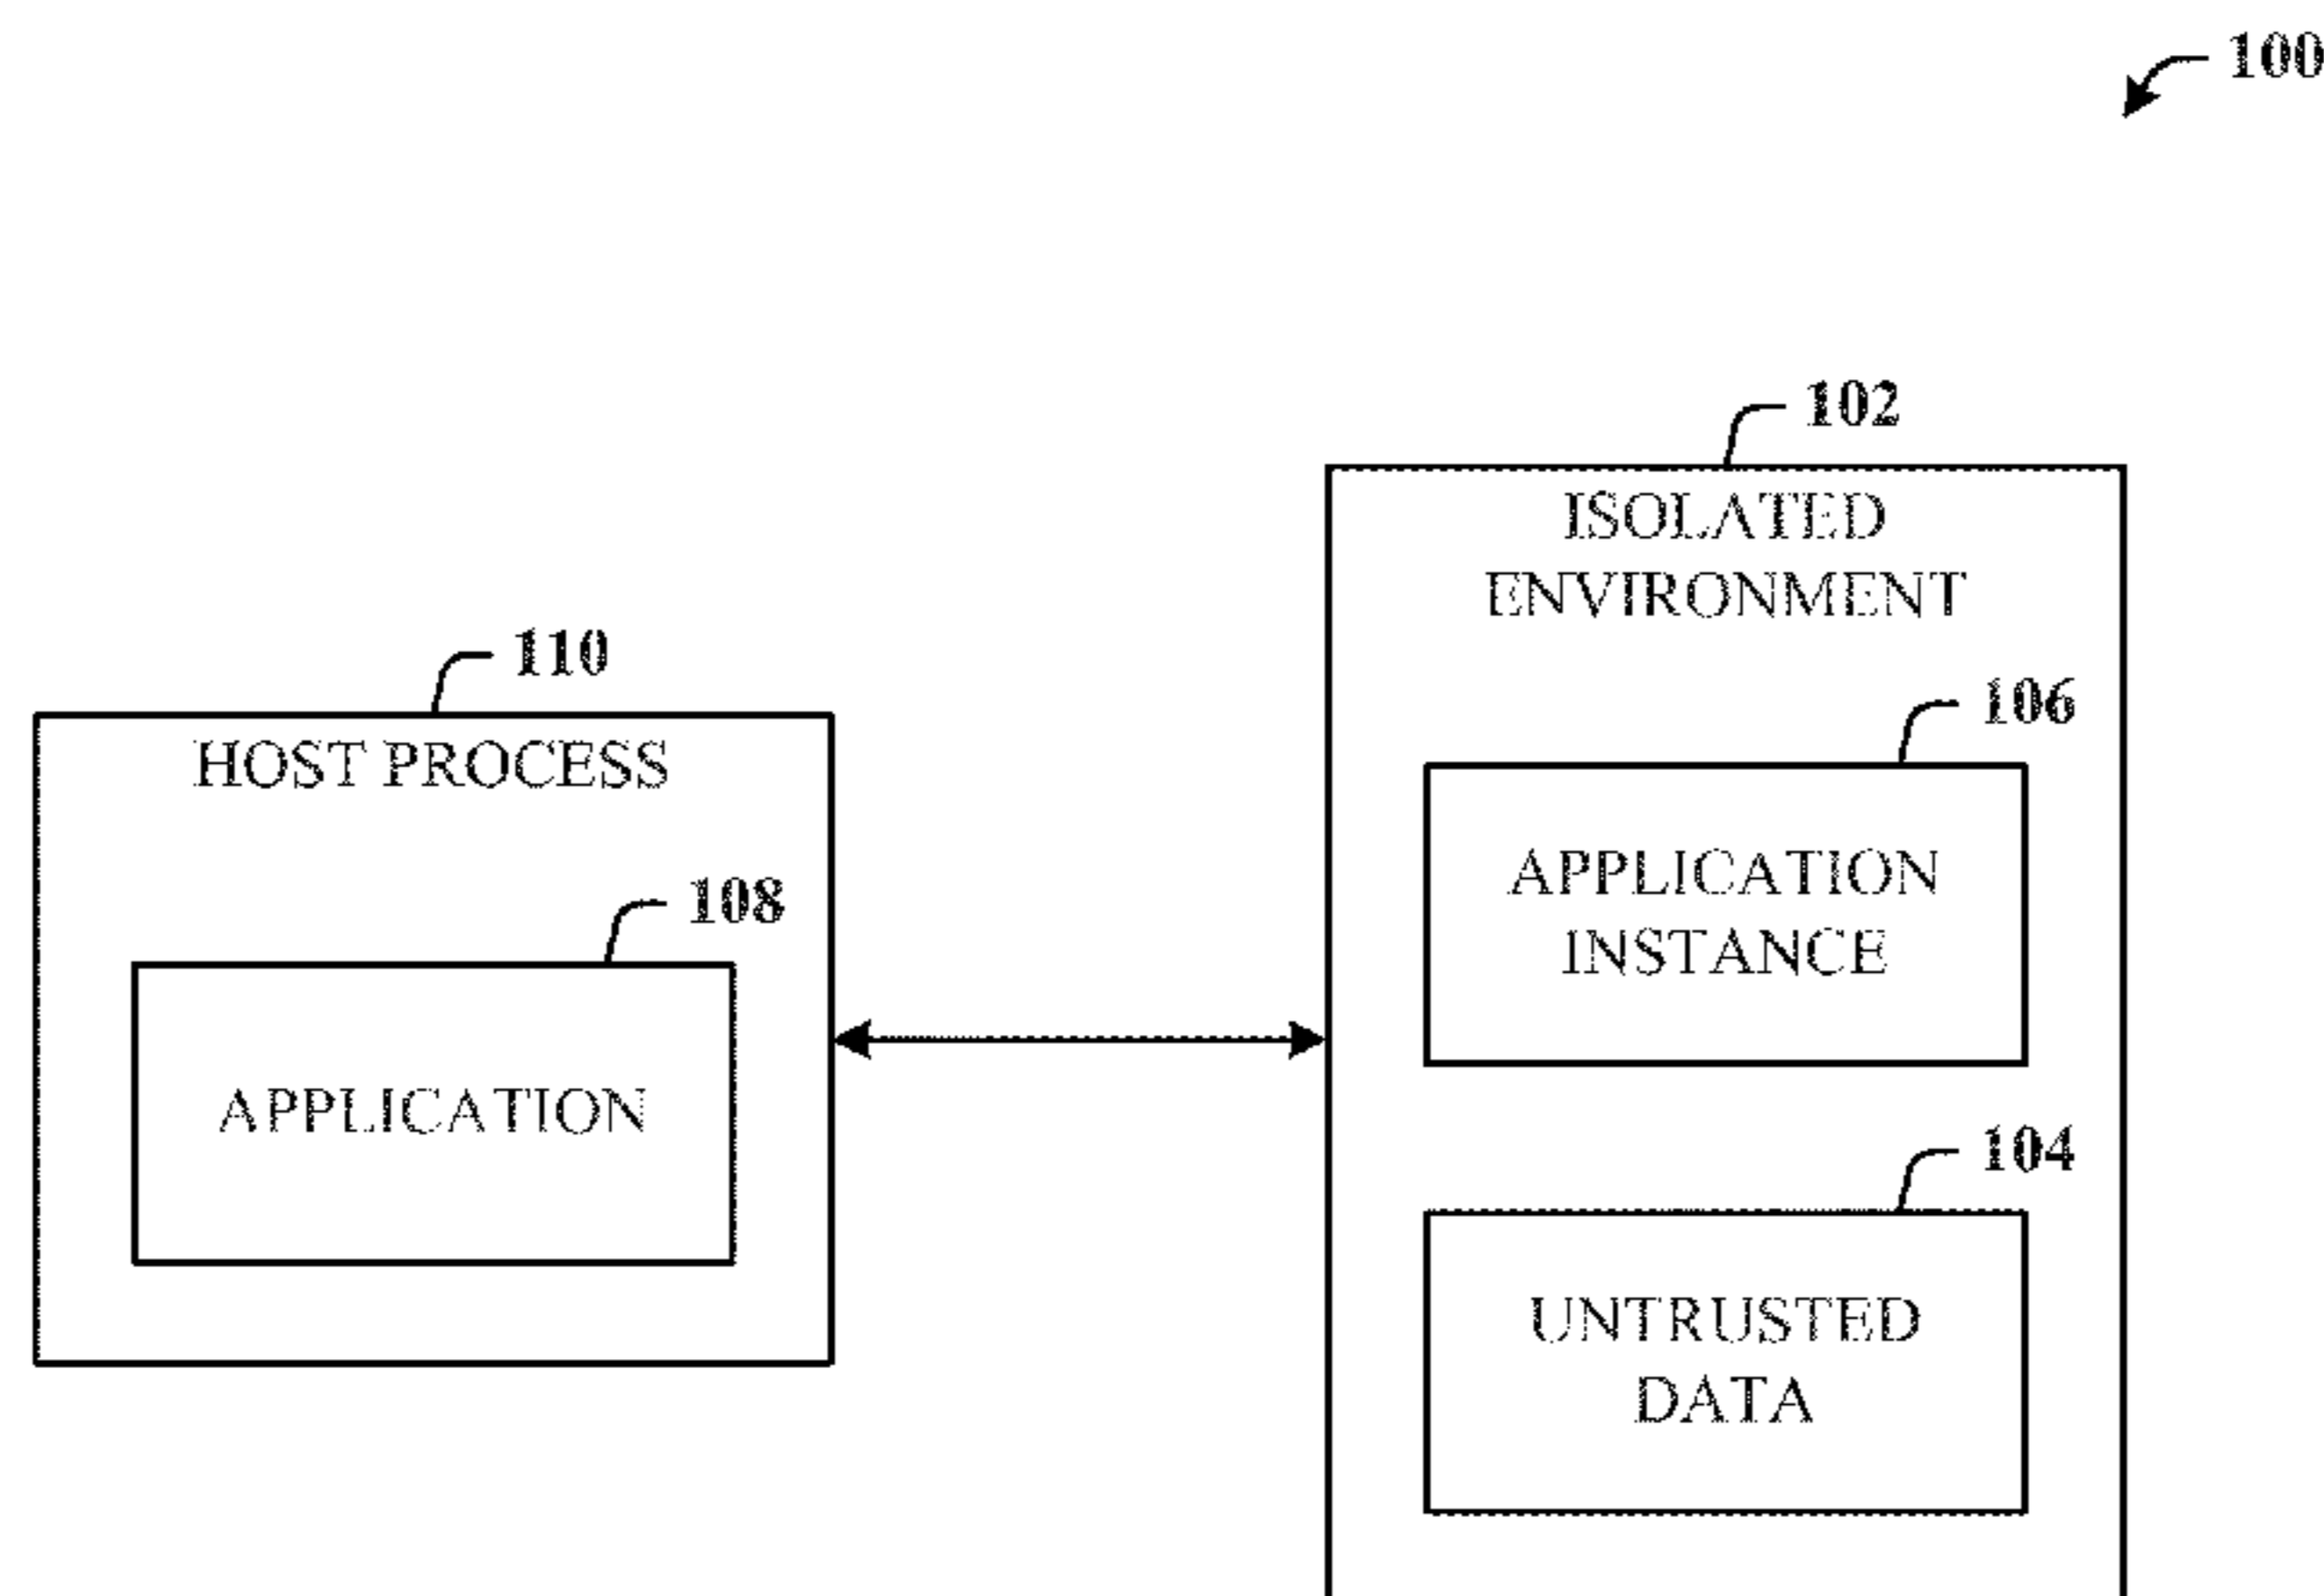 100
102
ISOLATED
ENVIRONMENT
110
HOST PROCESS
106
APPLICATION
INSTANCE
108
APPLICATION
104
UNTRUSTED
DATA